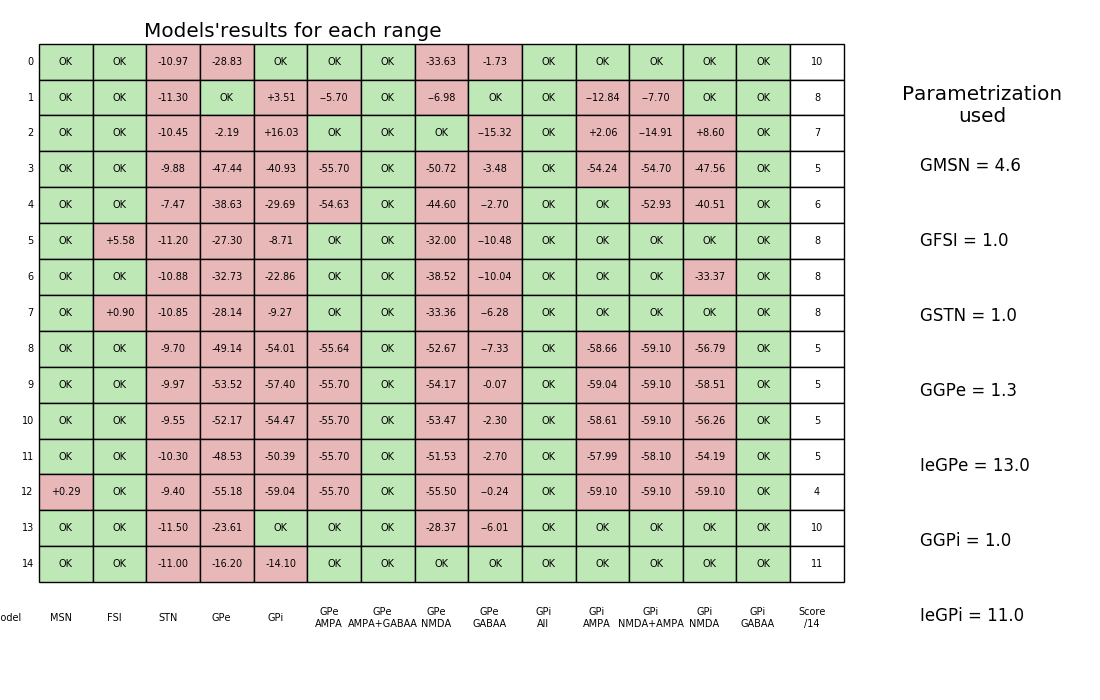 Models'results for each range
0 OK OK -10.97 -28.83 OK OK OK -33.63 -1.73 OK OK OK OK OK 10
1 OK OK -11.30 OK +3.51 --5.70 OK --6.98 OK OK --12.84 --7.70 OK OK 8
2 OK OK -10.45 -2.19 +16.03 OK OK OK --15.32 OK +2.06 --14.91 +8.60 OK 7
3 OK OK -9.88 -47.44 -40.93 -55.70 OK -50.72 -3.48 OK -54.24 -54.70 -47.56 OK 5
4 OK OK -7.47 -38.63 -29.69 -54.63 OK -44.60 --2.70 OK OK -52.93 -40.51 OK 6
5 OK +5.58 -11.20 -27.30 -8.71 OK OK -32.00 --10.48 OK OK OK OK OK 8
6 OK OK -10.88 -32.73 -22.86 OK OK -38.52 --10.04 OK OK OK -33.37 OK 8
7 OK +0.90 -10.85 -28.14 -9.27 OK OK -33.36 --6.28 OK OK OK OK OK 8
8 OK OK -9.70 -49.14 -54.01 -55.64 OK -52.67 --7.33 OK -58.66 -59.10 -56.79 OK 5
9 OK OK -9.97 -53.52 -57.40 -55.70 OK -54.17 -0.07 OK -59.04 -59.10 -58.51 OK 5
10 OK OK -9.55 -52.17 -54.47 -55.70 OK -53.47 -2.30 OK -58.61 -59.10 -56.26 OK 5
11 OK OK -10.30 -48.53 -50.39 -55.70 OK -51.53 -2.70 OK -57.99 -58.10 -54.19 OK 5
12 +0.29 OK -9.40 -55.18 -59.04 -55.70 OK -55.50 --0.24 OK -59.10 -59.10 -59.10 OK 4
13 OK OK -11.50 -23.61 OK OK OK -28.37 --6.01 OK OK OK OK OK 10
14 OK OK -11.00 -16.20 -14.10 OK OK OK OK OK OK OK OK OK 11
odel MSN FSI STN GPe GPi GPe AMPA GPe AMPA+GABAA GPe NMDA GPe GABAA GPi All GPi AMPA GPi NMDA+AMPA GPi NMDA GPi GABAA Score /14
Parametrization
used
GMSN = 4.6
GFSI = 1.0
GSTN = 1.0
GGPe = 1.3
IeGPe = 13.0
GGPi = 1.0
IeGPi = 11.0